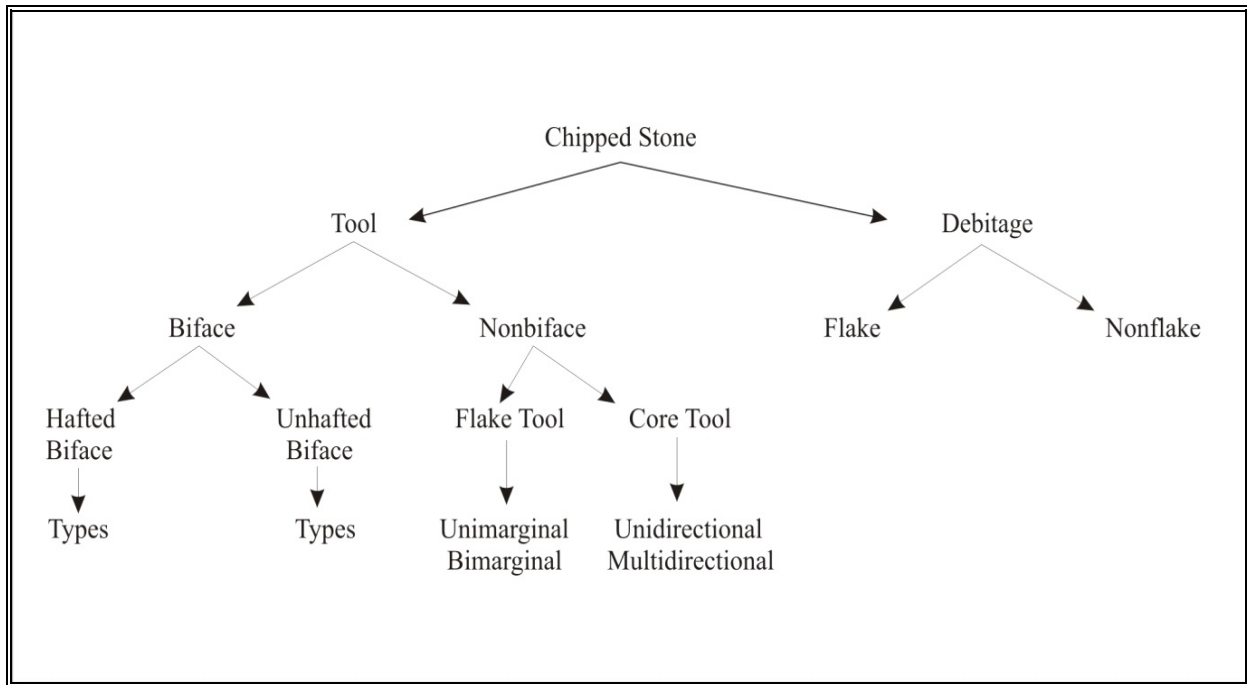 Chipped Stone
Tool
Debitage
Biface
Nonbiface
Flake
Nonflake
Hafted
Biface
Unhafted
Biface
Flake Tool
Core Tool
Types
Types
Unimarginal
Bimarginal
Unidirectional
Multidirectional